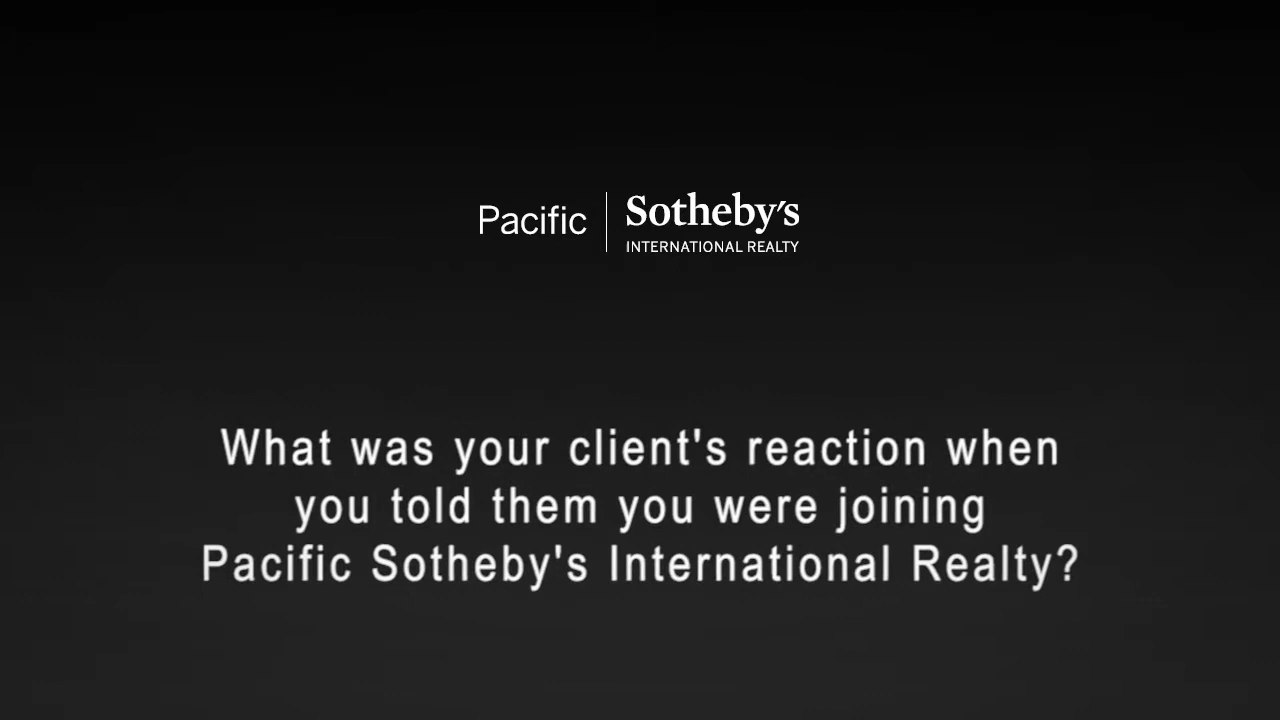 Pacific
Sotheby's
INTERNATIONAL REALTY
What was your client's reaction when
you told them you were joining
Pacific Sotheby's International Realty?